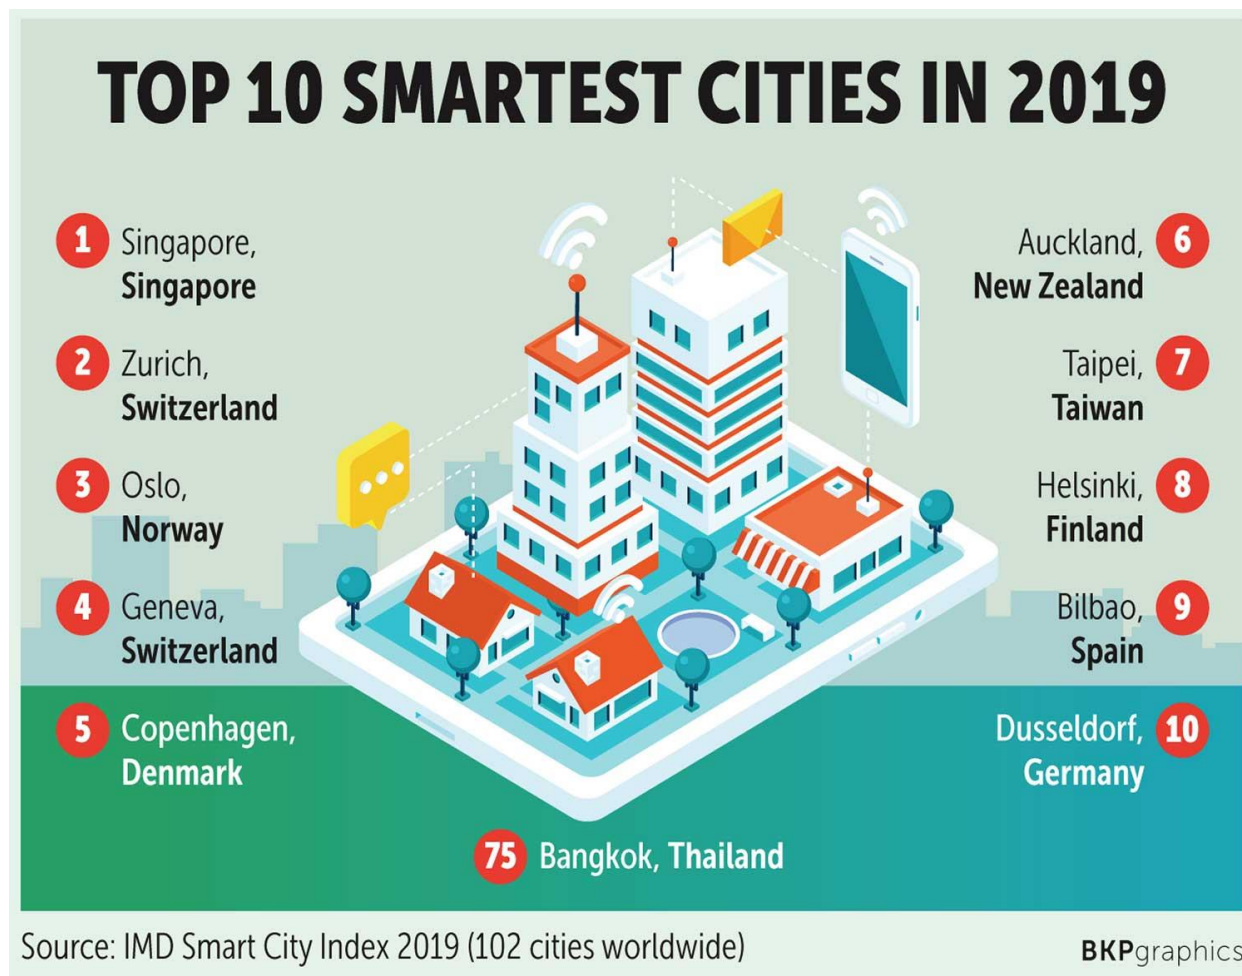 TOP 10 SMARTEST CITIES IN 2019
1 Singapore,
Singapore
2 Zurich,
Switzerland
3 Oslo,
Norway
4 Geneva,
Switzerland
5 Copenhagen,
Denmark
Auckland, 6
New Zealand
Taipei, 7
Taiwan
Helsinki, 8
Finland
Bilbao, 9
Spain
Dusseldorf, 10
Germany
75 Bangkok, Thailand
Source: IMD Smart City Index 2019 (102 cities worldwide)
BKPgraphics